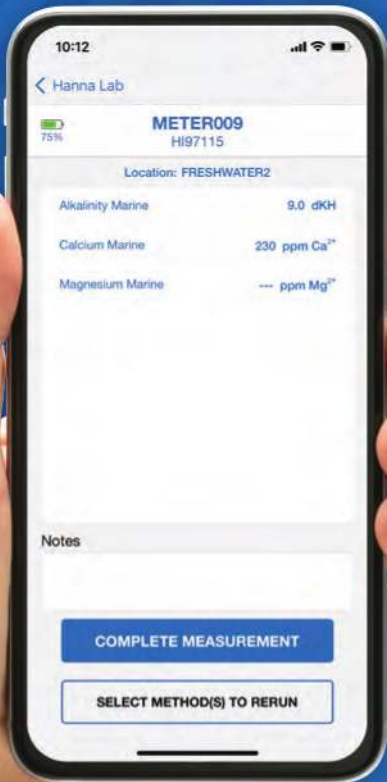 10:12
Hanna Lab
75%
METER009
HI97115
Location: FRESHWATER2
Alkalinity Marine 9.0 dKH
Calcium Marine 230 ppm Ca²⁺
Magnesium Marine --- ppm Mg²⁺
Notes
COMPLETE MEASUREMENT
SELECT METHOD(S) TO RERUN